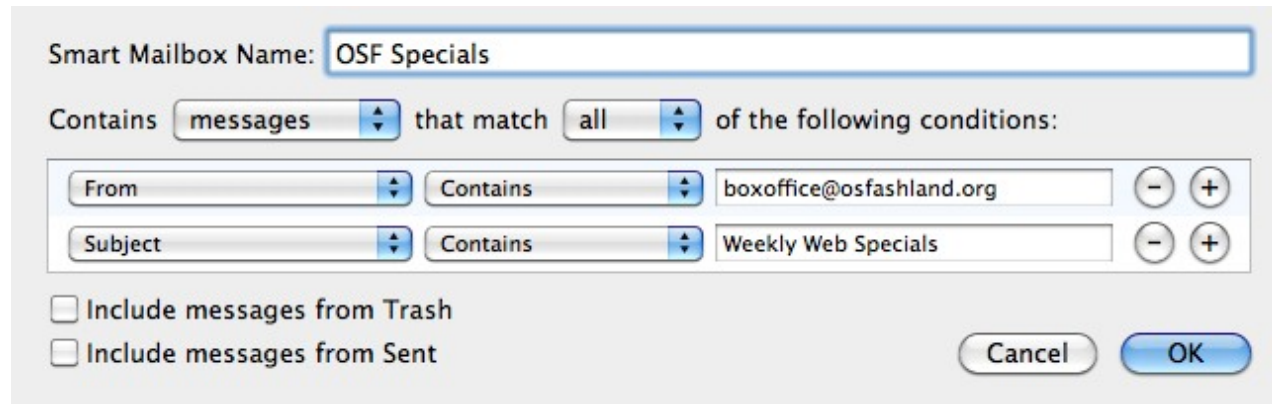 Smart Mailbox Name: OSF Specials
Contains messages that match all of the following conditions:
From Contains boxoffice@osfashland.org - +
Subject Contains Weekly Web Specials - +
Include messages from Trash
Include messages from Sent
Cancel OK